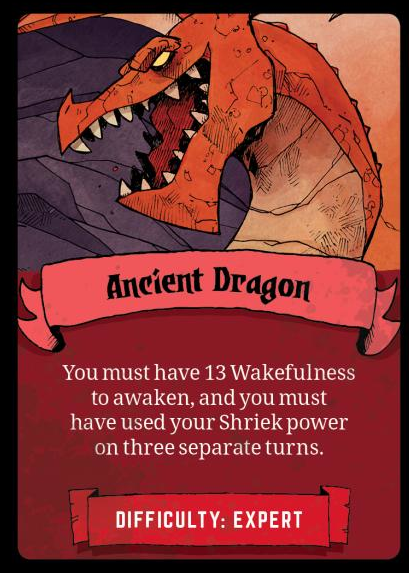 Ancient Dragon
You must have 13 Wakefulness
to awaken, and you must
have used your Shriek power
on three separate turns.
DIFFICULTY: EXPERT